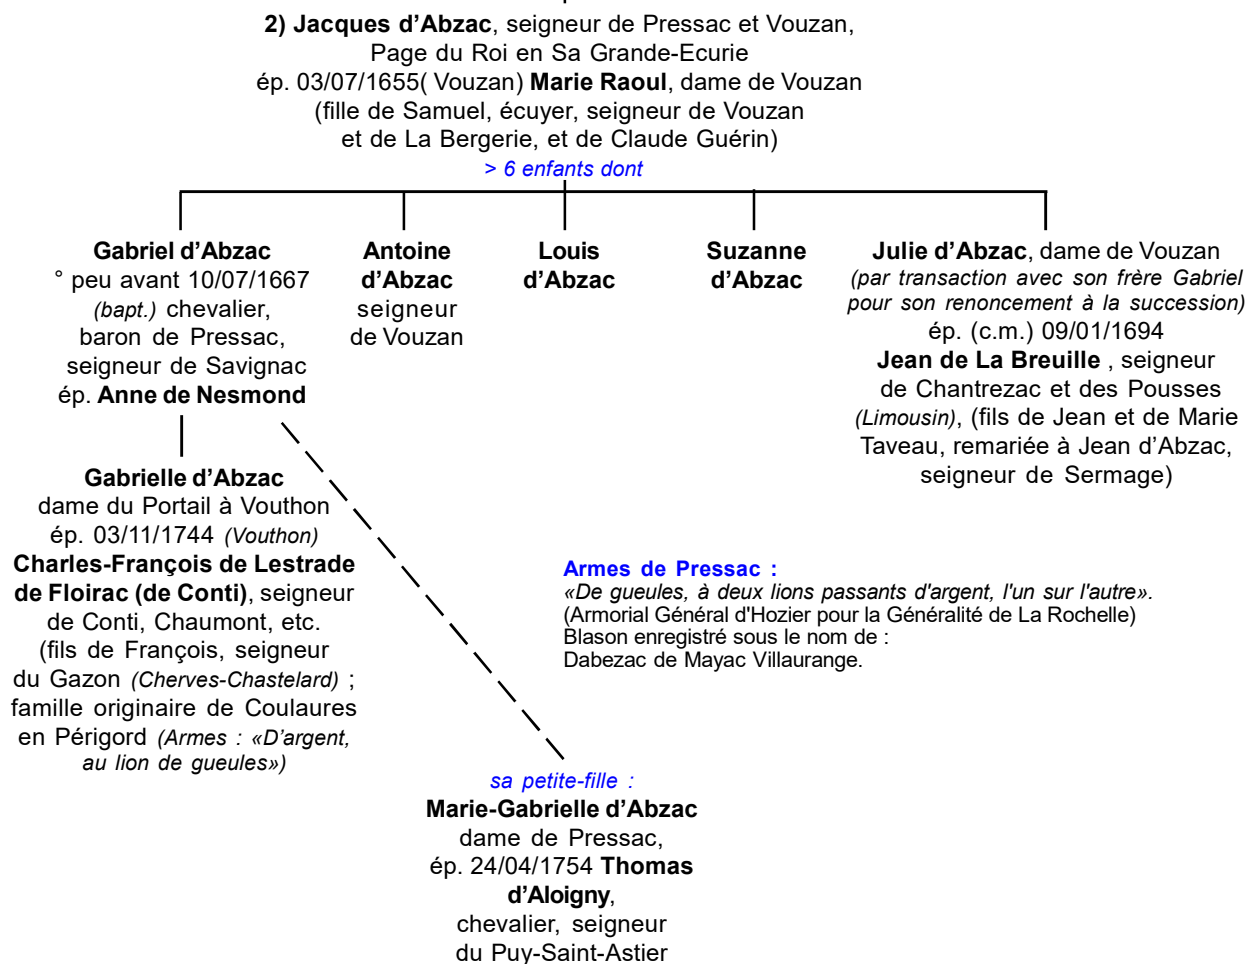 2) Jacques d’Abzac, seigneur de Pressac et Vouzan,
Page du Roi en Sa Grande-Ecurie
ép. 03/07/1655( Vouzan) Marie Raoul, dame de Vouzan
(fille de Samuel, écuyer, seigneur de Vouzan
et de La Bergerie, et de Claude Guérin)
> 6 enfants dont
Gabriel d’Abzac
° peu avant 10/07/1667
(bapt.) chevalier,
baron de Pressac,
seigneur de Savignac
ép. Anne de Nesmond
Antoine
d’Abzac
seigneur
de Vouzan
Louis
d’Abzac
Suzanne
d’Abzac
Julie d’Abzac, dame de Vouzan
(par transaction avec son frère Gabriel
pour son renoncement à la succession)
ép. (c.m.) 09/01/1694
Jean de La Breuille , seigneur
de Chantrezac et des Pousses
(Limousin), (fils de Jean et de Marie
Taveau, remariée à Jean d’Abzac,
seigneur de Sermage)
Gabrielle d’Abzac
dame du Portail à Vouthon
ép. 03/11/1744 (Vouthon)
Charles-François de Lestrade
de Floirac (de Conti), seigneur
de Conti, Chaumont, etc.
(fils de François, seigneur
du Gazon (Cherves-Chastelard) ;
famille originaire de Coulaures
en Périgord (Armes : «D’argent,
au lion de gueules»)
Armes de Pressac :
«De gueules, à deux lions passants d'argent, l'un sur l'autre».
(Armorial Général d'Hozier pour la Généralité de La Rochelle)
Blason enregistré sous le nom de :
Dabezac de Mayac Villaurange.
sa petite-fille :
Marie-Gabrielle d’Abzac
dame de Pressac,
ép. 24/04/1754 Thomas
d’Aloigny,
chevalier, seigneur
du Puy-Saint-Astier